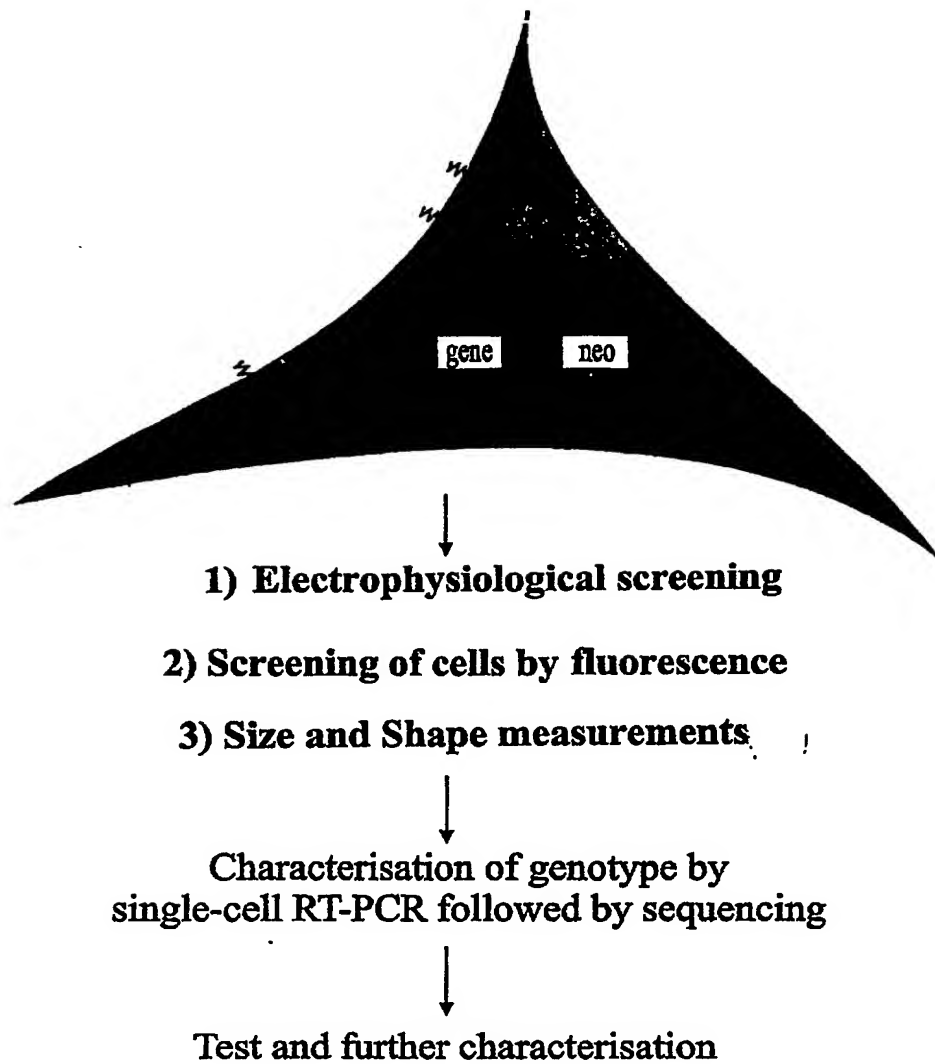 gene neo
1) Electrophysiological screening
2) Screening of cells by fluorescence
3) Size and Shape measurements
Characterisation of genotype by
single-cell RT-PCR followed by sequencing
Test and further characterisation